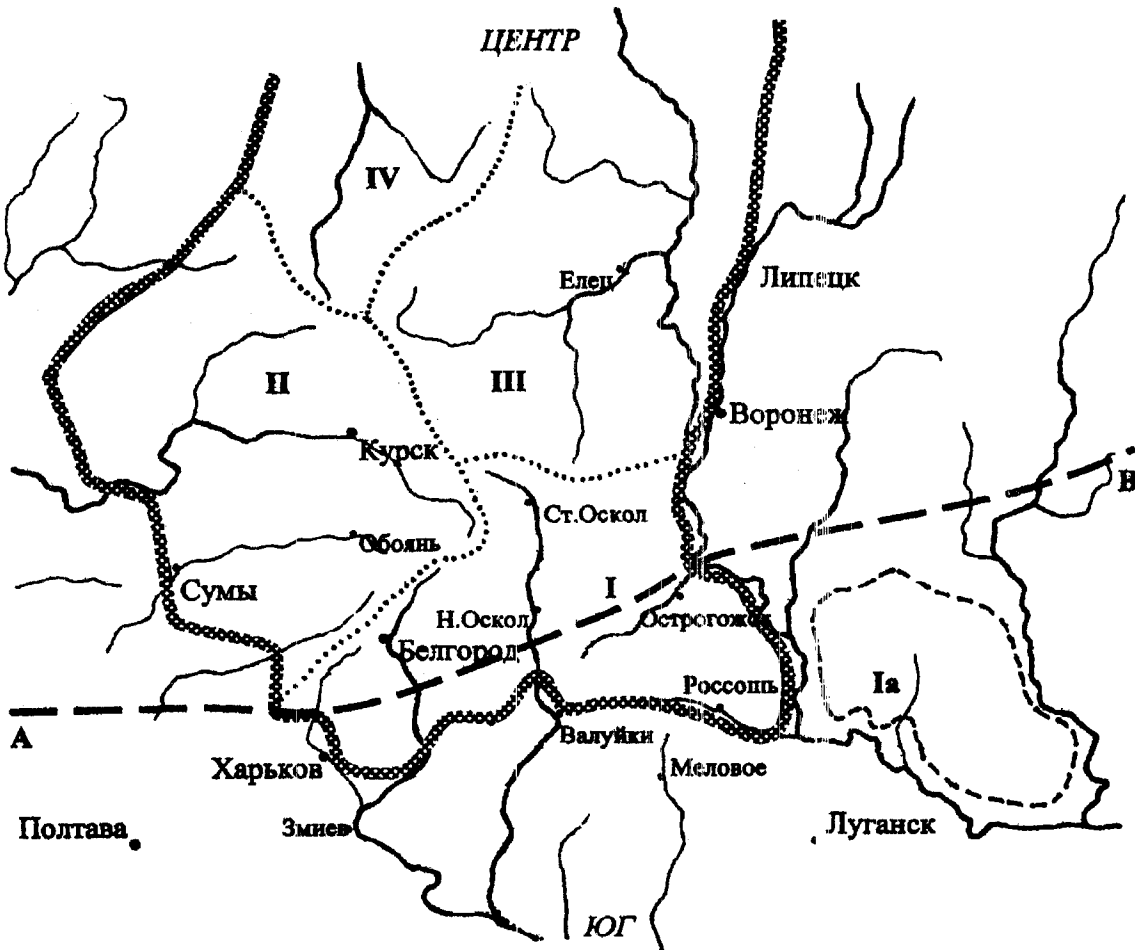 ЦЕНТР
IV
Елец
Липецк
II
III
Воронеж
Курск
В
Ст.Оскол
Обоянь
I
Сумы
Н.Оскол
Острогожск
Белгород
Россошь
Iа
А
Валуйки
Харьков
Меловое
Полтава
Змиев
Луганск
ЮГ